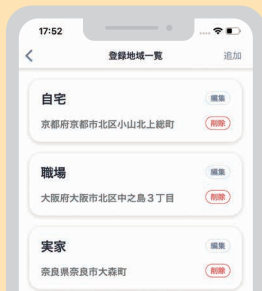 17:52
登録地域一覧 追加
自宅 編集
京都府京都市北区小山北上総町 削除
職場 編集
大阪府大阪市北区中之島3丁目 削除
実家 編集
奈良県奈良市大森町 削除